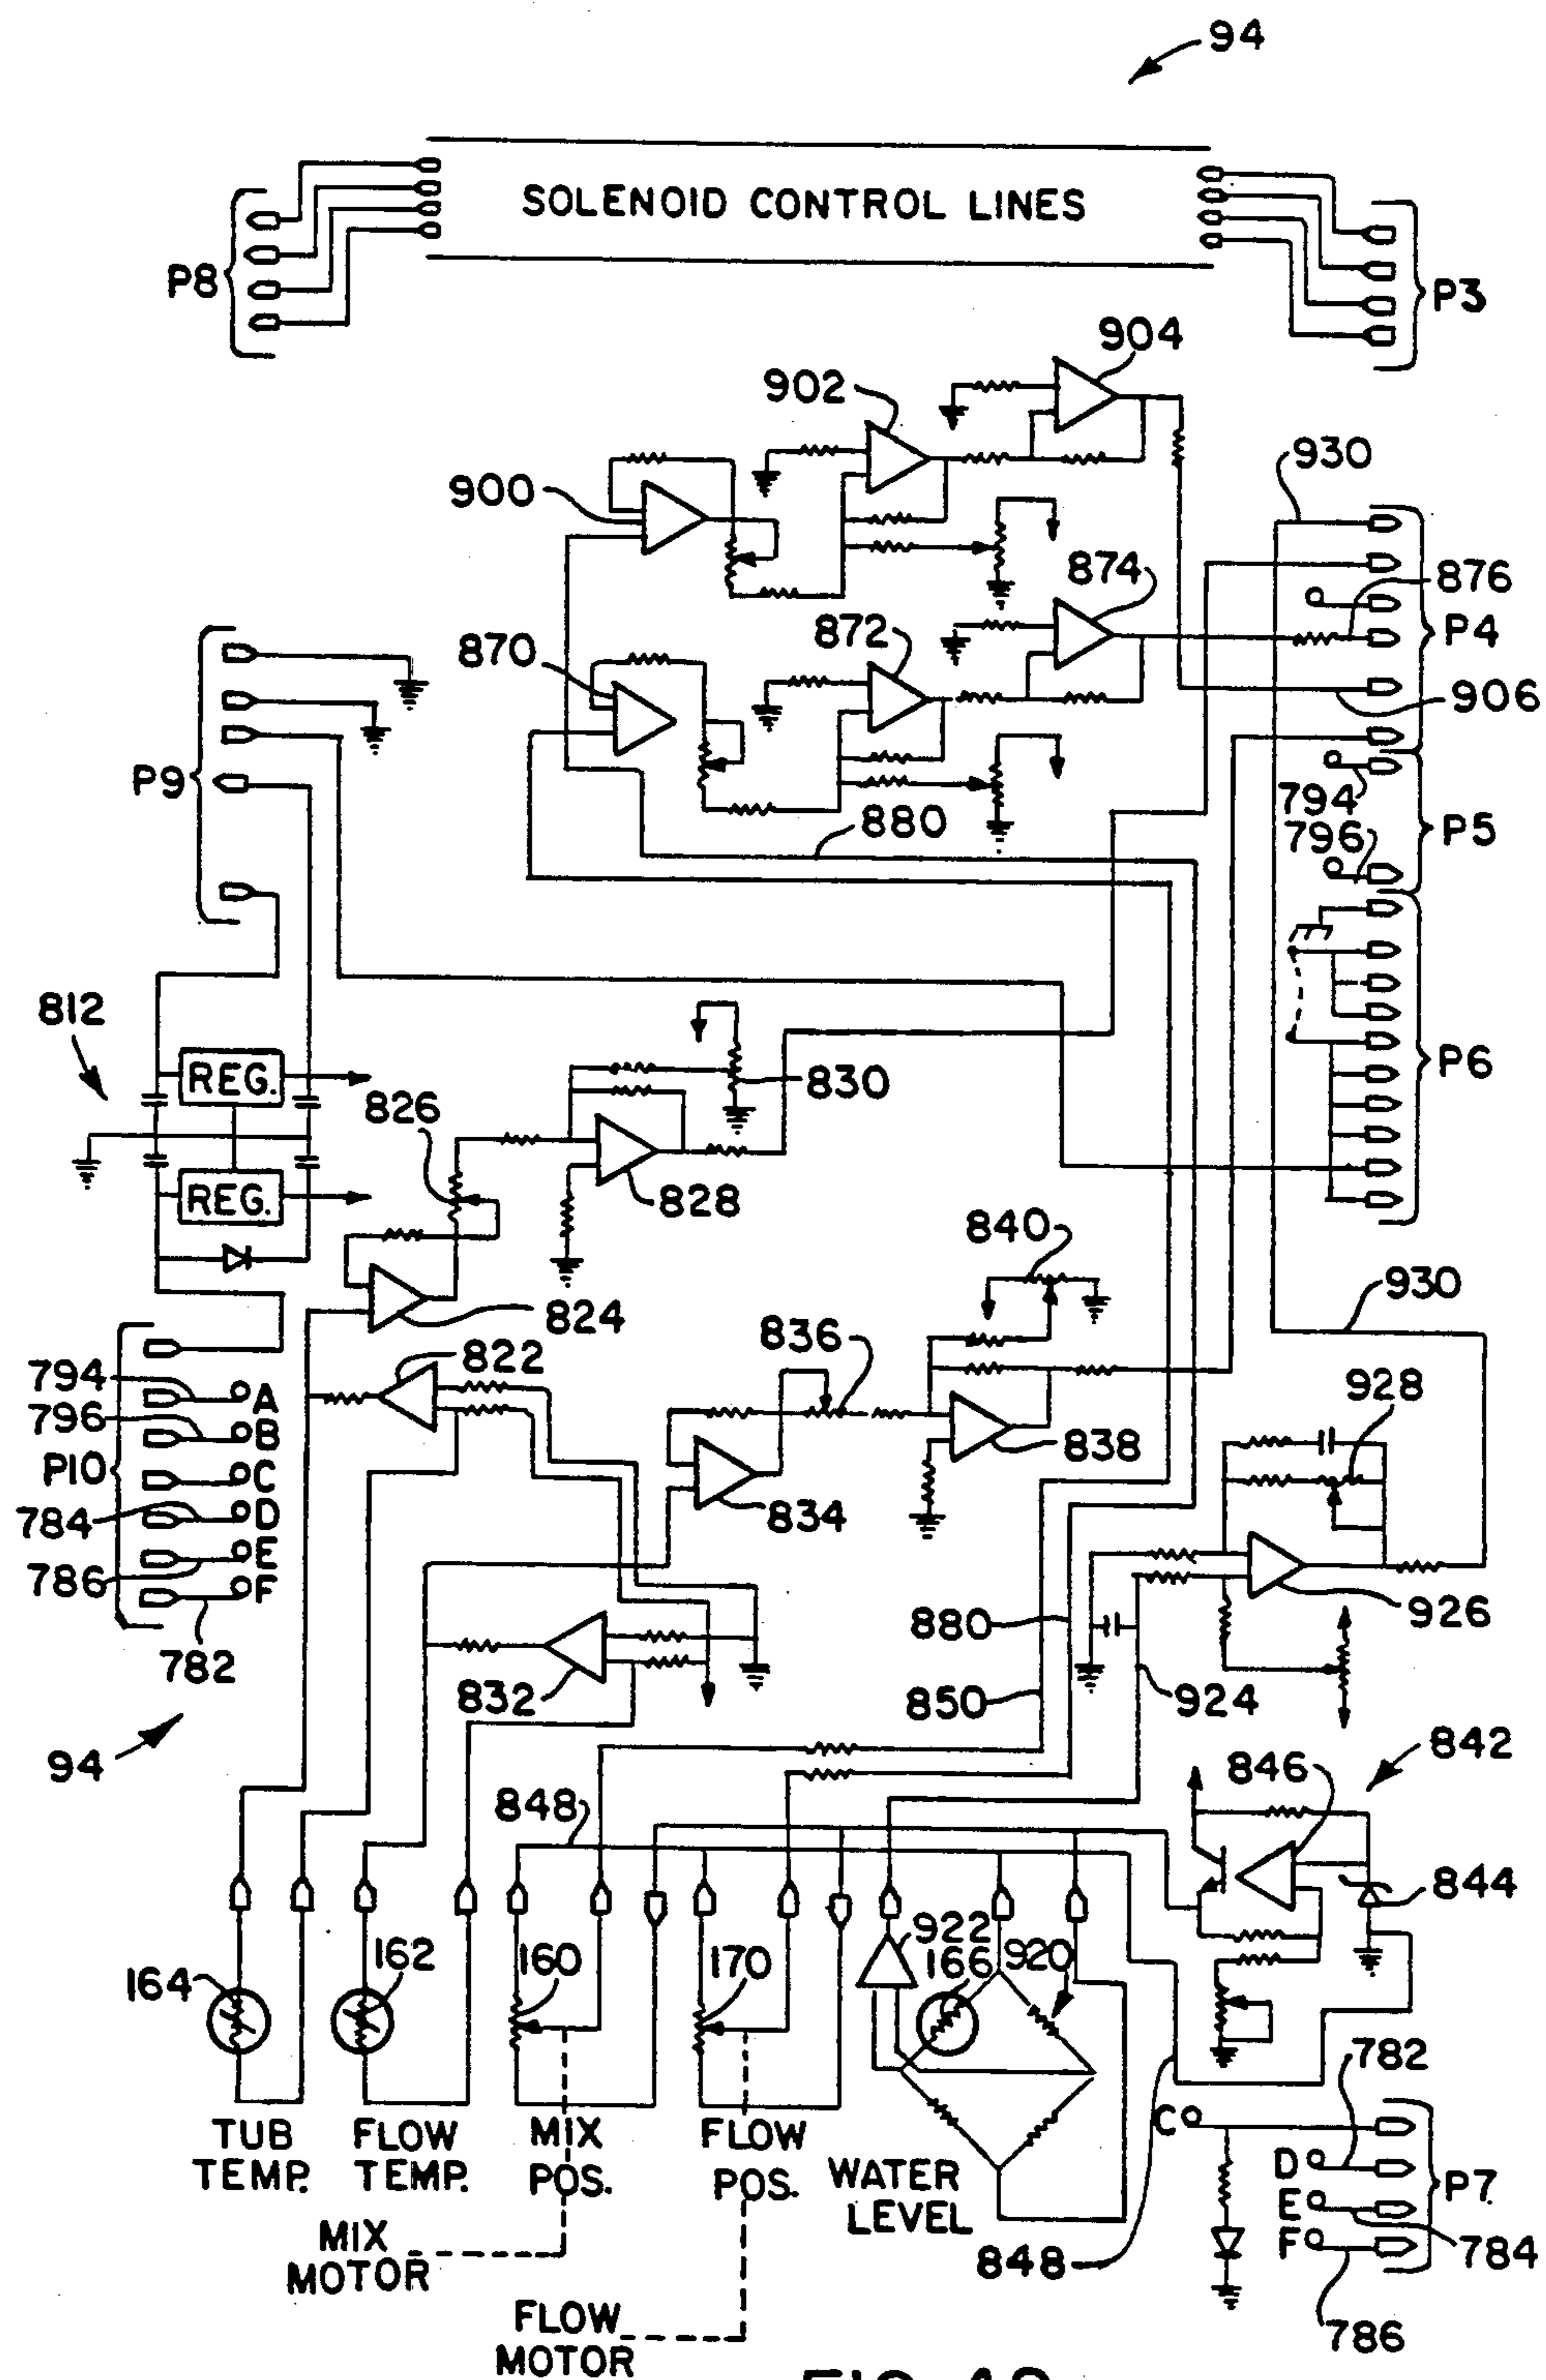 94
SOLENOID CONTROL LINES
P8
P3
904
902
900
930
874
876
P4
872
870
906
P9
794
880
P5
796
812
P6
REG.
830
826
REG.
828
840
930
824
836
822
928
794
A
796
B
838
P10
C
784
D
834
786
E
F
880
926
782
832
850
924
94
842
846
848
844
922
162
160
170
166
920
164
782
C
TUB
TEMP.
FLOW
TEMP.
MIX
POS.
FLOW
POS.
WATER
LEVEL
D
P7
E
F
784
848
MIX
MOTOR
786
FLOW
MOTOR